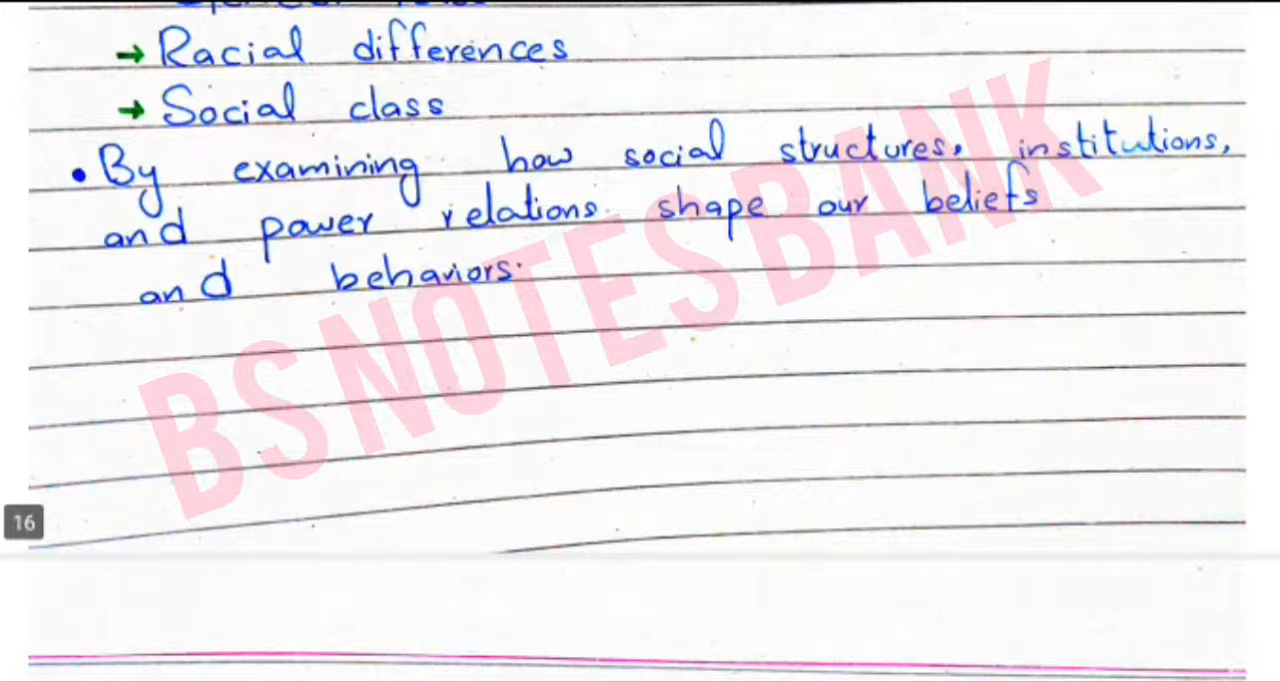 → Racial differences
→ Social class
• By examining how social structures, institutions,
and power relations shape our beliefs
and behaviors.
BSNOTESBANK
16